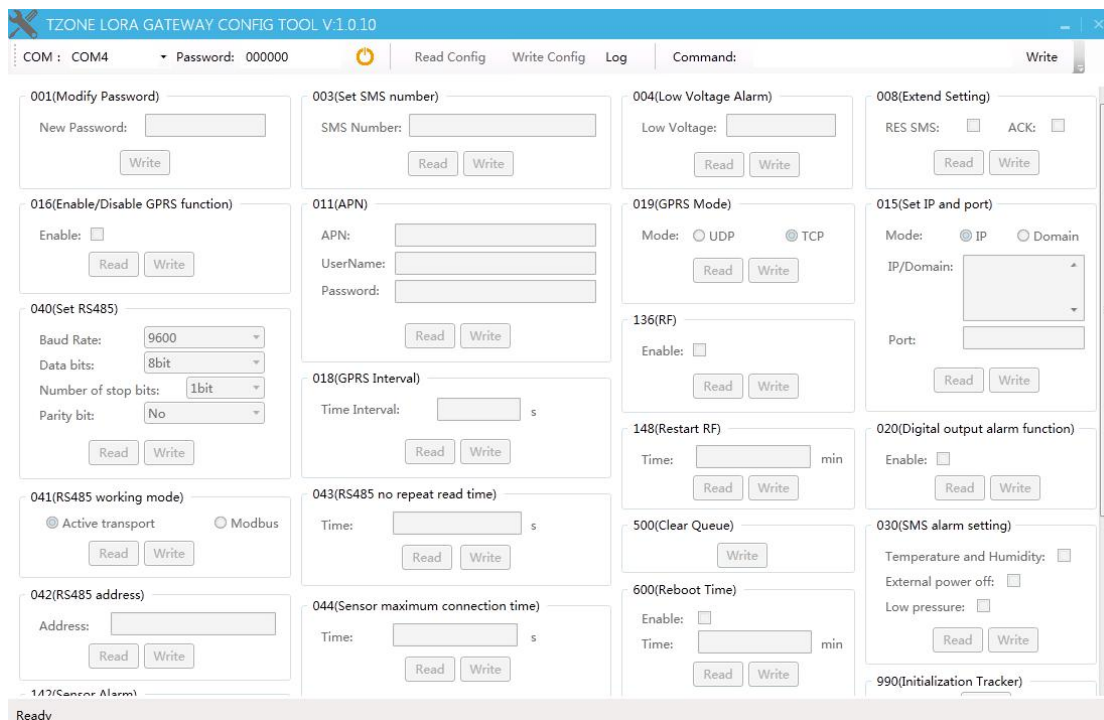 TZONE LORA GATEWAY CONFIG TOOL V:1.0.10
COM : COM4 Password: 000000 Read Config Write Config Log Command: Write
001(Modify Password)
New Password:
Write
003(Set SMS number)
SMS Number:
Read Write
004(Low Voltage Alarm)
Low Voltage:
Read Write
008(Extend Setting)
RES SMS: ACK:
Read Write
016(Enable/Disable GPRS function)
Enable:
Read Write
011(APN)
APN:
UserName:
Password:
Read Write
019(GPRS Mode)
Mode: UDP TCP
Read Write
015(Set IP and port)
Mode: IP Domain
IP/Domain:
Port:
Read Write
040(Set RS485)
Baud Rate: 9600
Data bits: 8bit
Number of stop bits: 1bit
Parity bit: No
Read Write
018(GPRS Interval)
Time Interval: s
Read Write
136(RF)
Enable:
Read Write
148(Restart RF)
Time: min
Read Write
020(Digital output alarm function)
Enable:
Read Write
041(RS485 working mode)
Active transport Modbus
Read Write
043(RS485 no repeat read time)
Time: s
Read Write
500(Clear Queue)
Write
030(SMS alarm setting)
Temperature and Humidity:
External power off:
Low pressure:
Read Write
042(RS485 address)
Address:
Read Write
044(Sensor maximum connection time)
Time: s
Read Write
600(Reboot Time)
Enable:
Time: min
Read Write
142(Sensor Alarm)
990(Initialization Tracker)
Ready